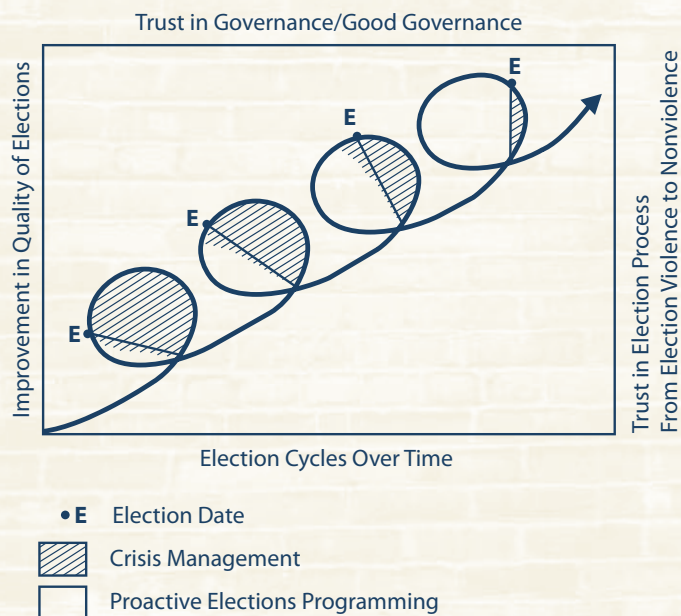 Trust in Governance/Good Governance
Improvement in Quality of Elections
E
E
E
E
Trust in Election Process
From Election Violence to Nonviolence
Election Cycles Over Time
• E Election Date
Crisis Management
Proactive Elections Programming